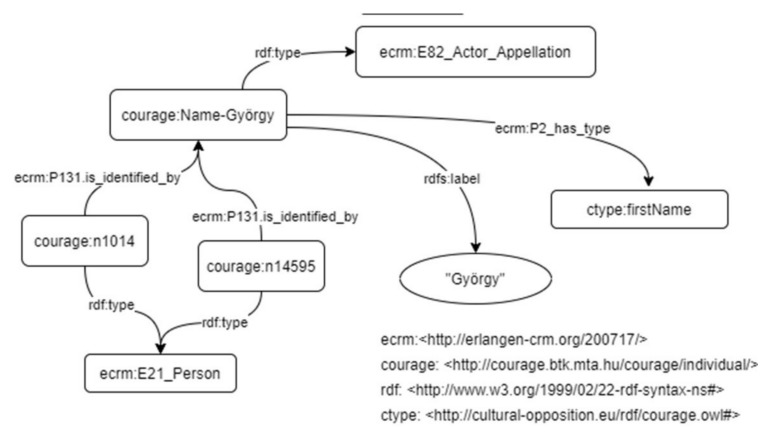 rdf:type
ecrm:E82_Actor_Appellation
courage:Name-György
ecrm:P2_has_type
ecrm:P131.is_identified_by
rdfs:label
ecrm:P131.is_identified_by
ctype:firstName
courage:n1014
courage:n14595
"György"
rdf:type
rdf:type
ecrm:E21_Person
ecrm:<http://erlangen-crm.org/200717/>
courage: <http://courage.btk.mta.hu/courage/individual/>
rdf: <http://www.w3.org/1999/02/22-rdf-syntax-ns#>
ctype: <http://cultural-opposition.eu/rdf/courage.owl#>